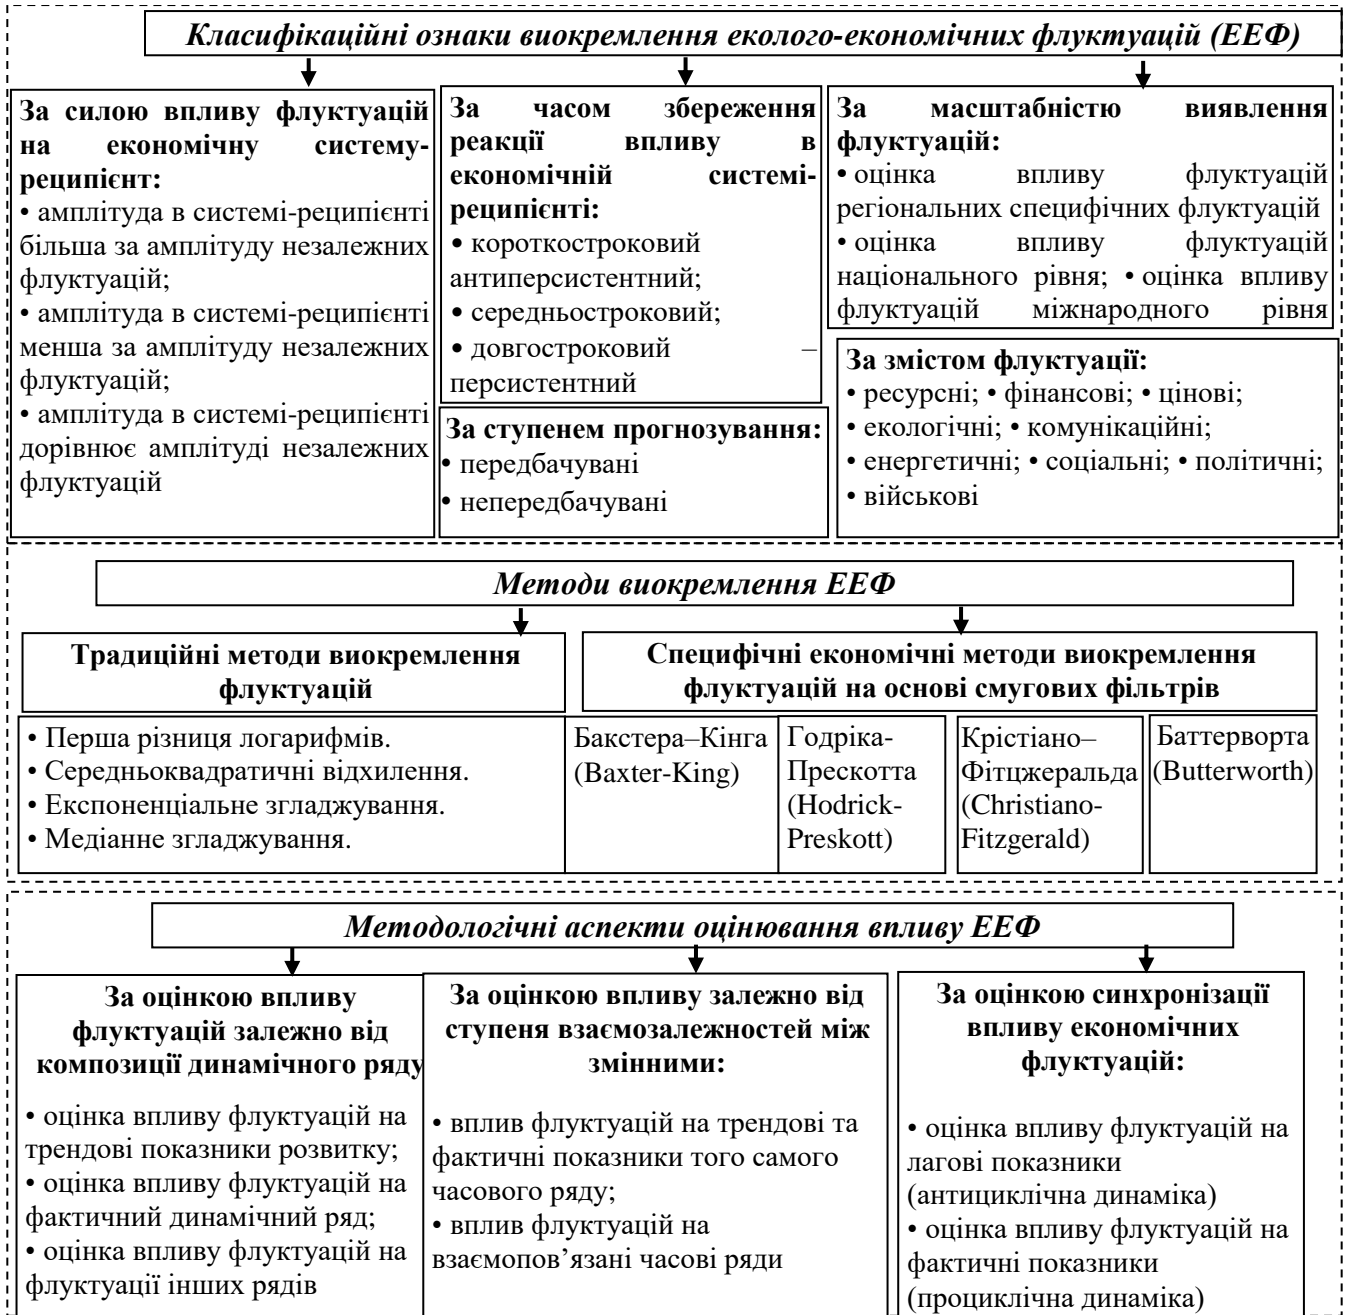 Класифікаційні ознаки виокремлення еколого-економічних флуктуацій (ЕЕФ)
За силою впливу флуктуацій
на економічну систему-
реципієнт:
• амплітуда в системі-реципієнті
більша за амплітуду незалежних
флуктуацій;
• амплітуда в системі-реципієнті
менша за амплітуду незалежних
флуктуацій;
• амплітуда в системі-реципієнті
дорівнює амплітуді незалежних
флуктуацій
За часом збереження
реакції впливу в
економічній системі-
реципієнті:
• короткостроковий
антиперсистентний;
• середньостроковий;
• довгостроковий –
персистентний
За ступенем прогнозування:
• передбачувані
• непередбачувані
За масштабністю виявлення
флуктуацій:
• оцінка впливу флуктуацій
регіональних специфічних флуктуацій
• оцінка впливу флуктуацій
національного рівня; • оцінка впливу
флуктуацій міжнародного рівня
За змістом флуктуації:
• ресурсні; • фінансові; • цінові;
• екологічні; • комунікаційні;
• енергетичні; • соціальні; • політичні;
• військові
Методи виокремлення ЕЕФ
Традиційні методи виокремлення
флуктуацій
• Перша різниця логарифмів.
• Середньоквадратичні відхилення.
• Експоненціальне згладжування.
• Медіанне згладжування.
Специфічні економічні методи виокремлення
флуктуацій на основі смугових фільтрів
Бакстера–Кінга
(Baxter-King)
Годріка-
Прескотта
(Hodrick-
Preskott)
Крістіано–
Фітцжеральда
(Christiano-
Fitzgerald)
Баттерворта
(Butterworth)
Методологічні аспекти оцінювання впливу ЕЕФ
За оцінкою впливу
флуктуацій залежно від
композиції динамічного ряду
• оцінка впливу флуктуацій на
трендові показники розвитку;
• оцінка впливу флуктуацій на
фактичний динамічний ряд;
• оцінка впливу флуктуацій на
флуктуації інших рядів
За оцінкою впливу залежно від
ступеня взаємозалежностей між
змінними:
• вплив флуктуацій на трендові та
фактичні показники того самого
часового ряду;
• вплив флуктуацій на
взаємопов’язані часові ряди
За оцінкою синхронізації
впливу економічних
флуктуацій:
• оцінка впливу флуктуацій на
лагові показники
(антициклічна динаміка)
• оцінка впливу флуктуацій на
фактичні показники
(проциклічна динаміка)